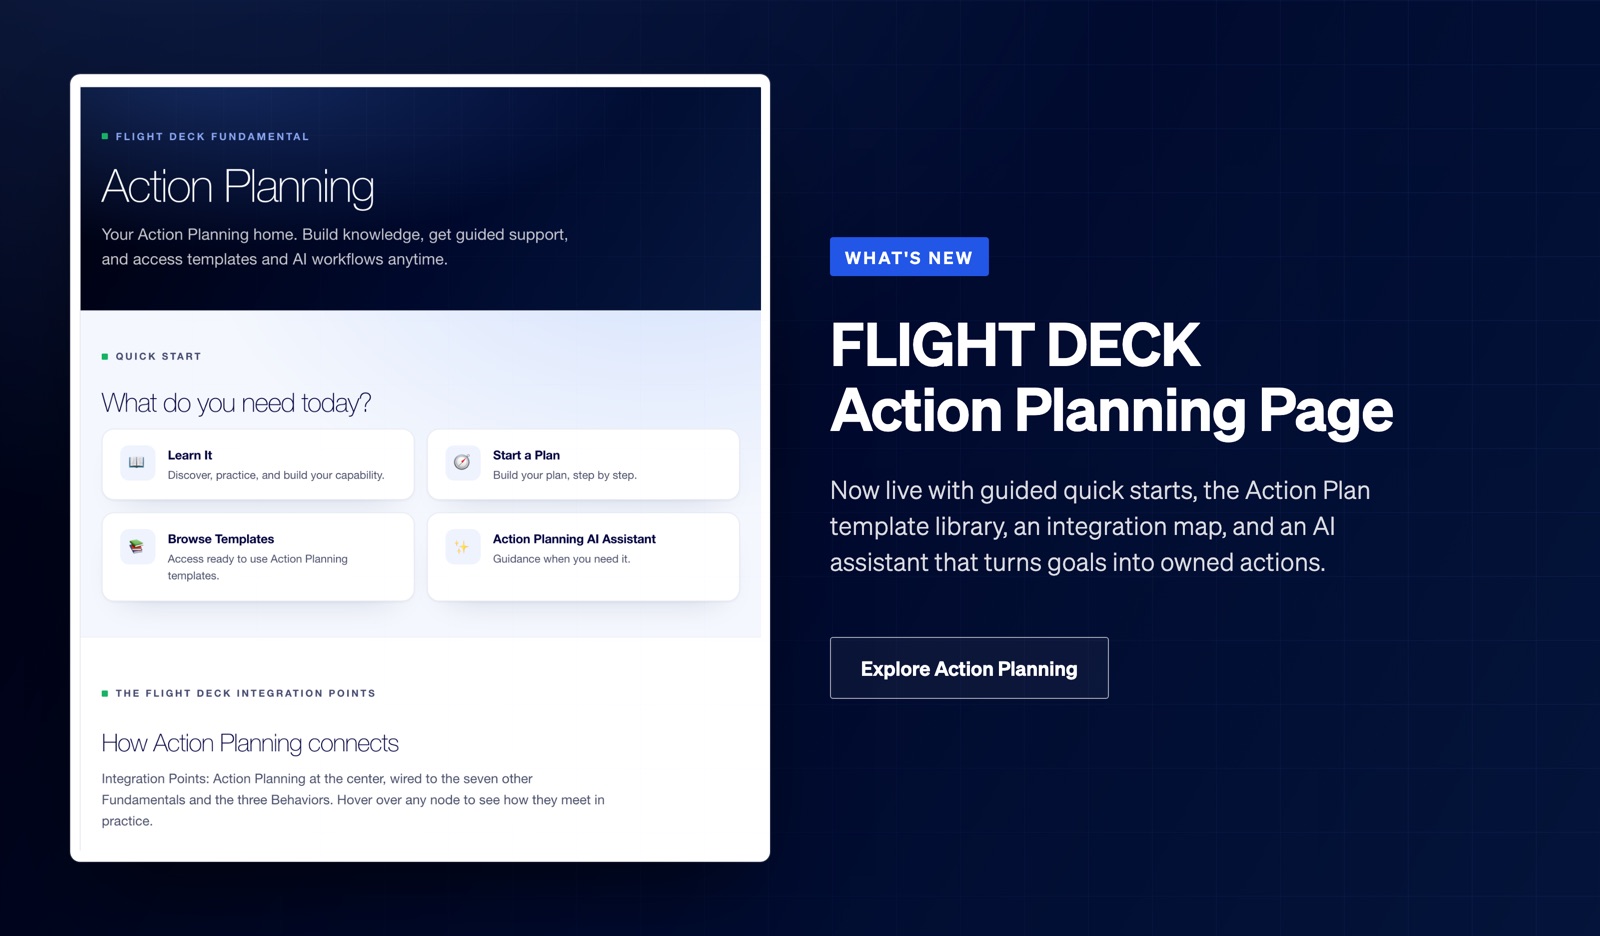 FLIGHT DECK FUNDAMENTAL
Action Planning
Your Action Planning home. Build knowledge, get guided support,
and access templates and AI workflows anytime.
QUICK START
What do you need today?
Learn It
Discover, practice, and build your capability.
Start a Plan
Build your plan, step by step.
Browse Templates
Access ready to use Action Planning
templates.
Action Planning AI Assistant
Guidance when you need it.
THE FLIGHT DECK INTEGRATION POINTS
How Action Planning connects
Integration Points: Action Planning at the center, wired to the seven other
Fundamentals and the three Behaviors. Hover over any node to see how they meet in
practice.
WHAT'S NEW
FLIGHT DECK
Action Planning Page
Now live with guided quick starts, the Action Plan
template library, an integration map, and an AI
assistant that turns goals into owned actions.
Explore Action Planning